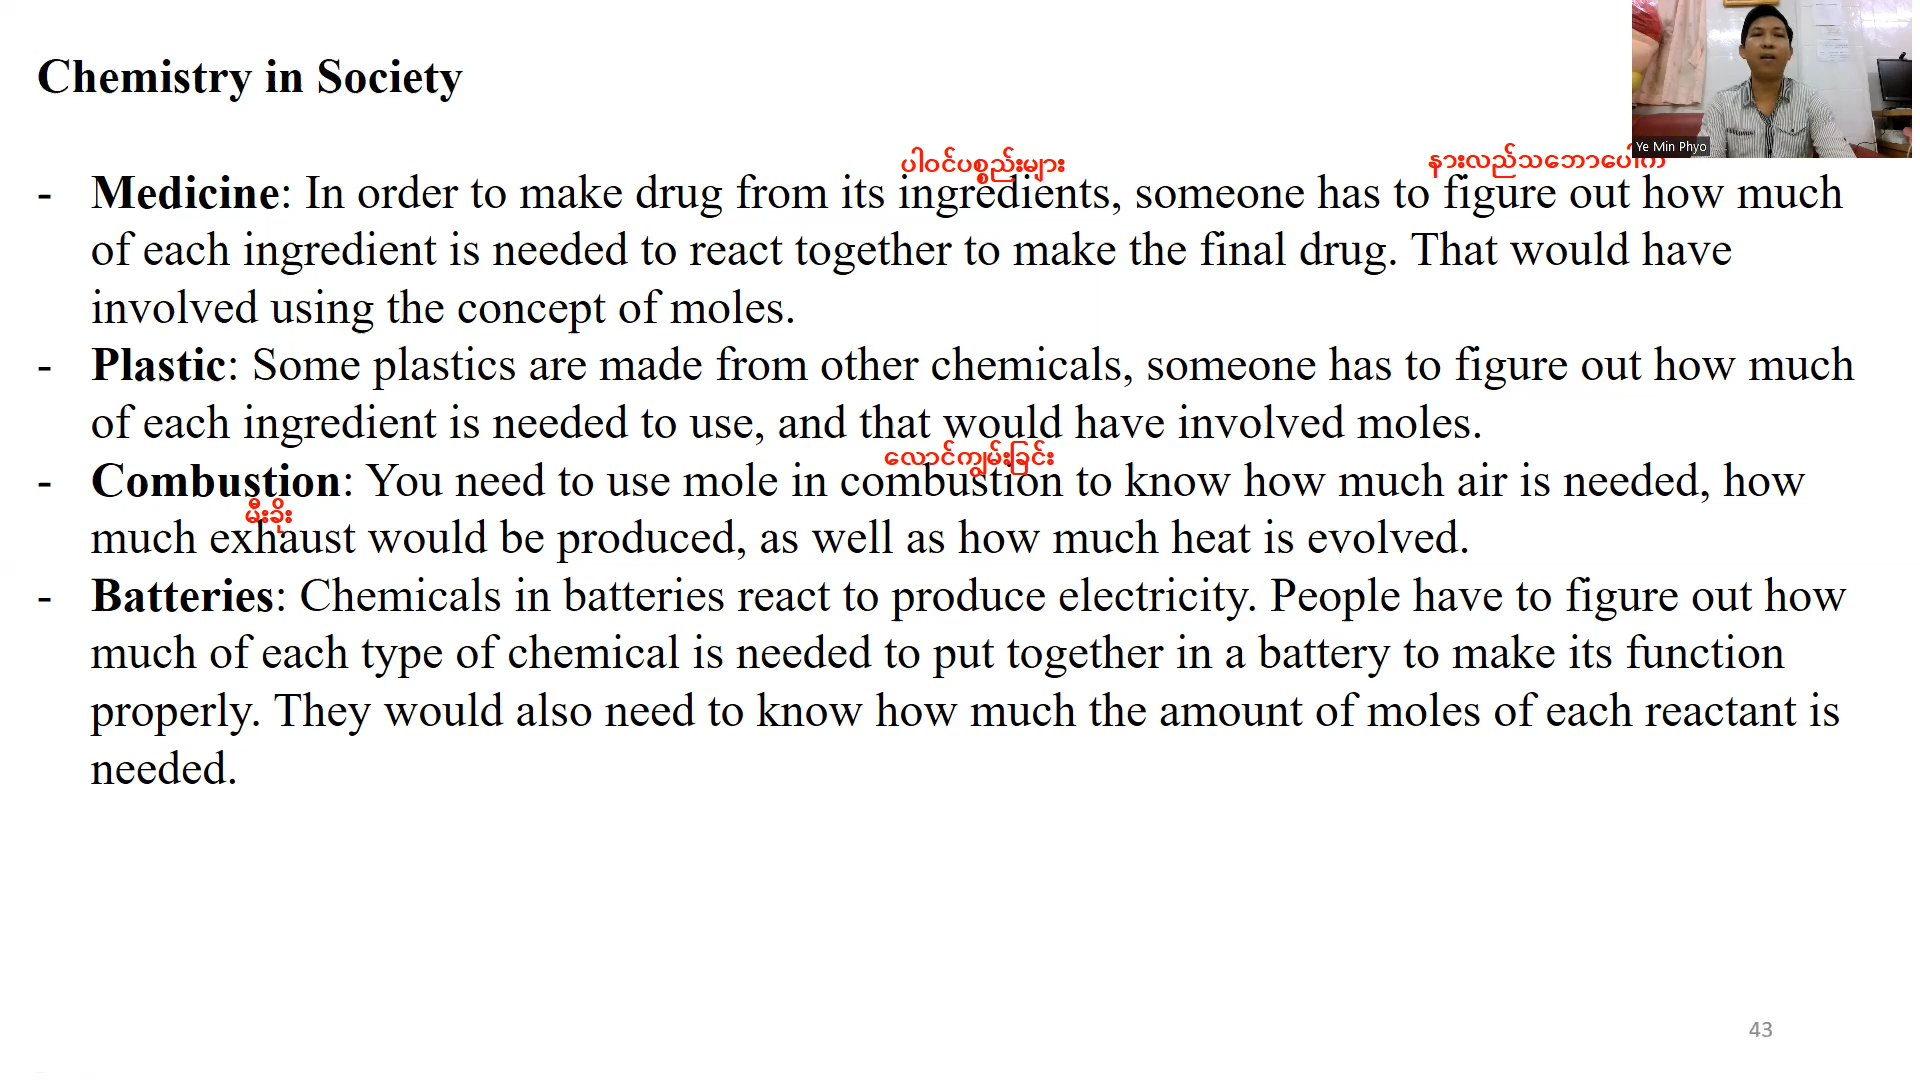 Chemistry in Society
Ye Min Phyo
ပါဝင်ပစ္စည်းများ
နားလည်သဘောပေါက်
- Medicine: In order to make drug from its ingredients, someone has to figure out how much
of each ingredient is needed to react together to make the final drug. That would have
involved using the concept of moles.
- Plastic: Some plastics are made from other chemicals, someone has to figure out how much
of each ingredient is needed to use, and that would have involved moles.
လောင်ကျွမ်းခြင်း
- Combustion: You need to use mole in combustion to know how much air is needed, how
မီးခိုး
much exhaust would be produced, as well as how much heat is evolved.
- Batteries: Chemicals in batteries react to produce electricity. People have to figure out how
much of each type of chemical is needed to put together in a battery to make its function
properly. They would also need to know how much the amount of moles of each reactant is
needed.
43